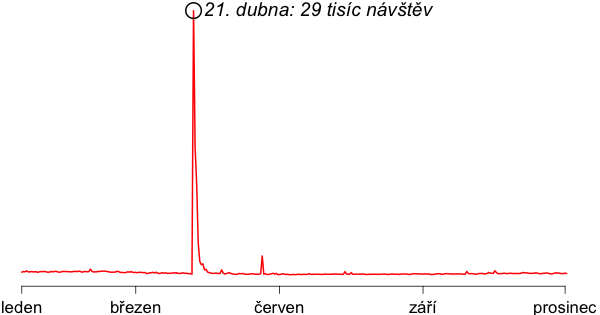 21. dubna: 29 tisíc návštěv
leden březen červen září prosinec